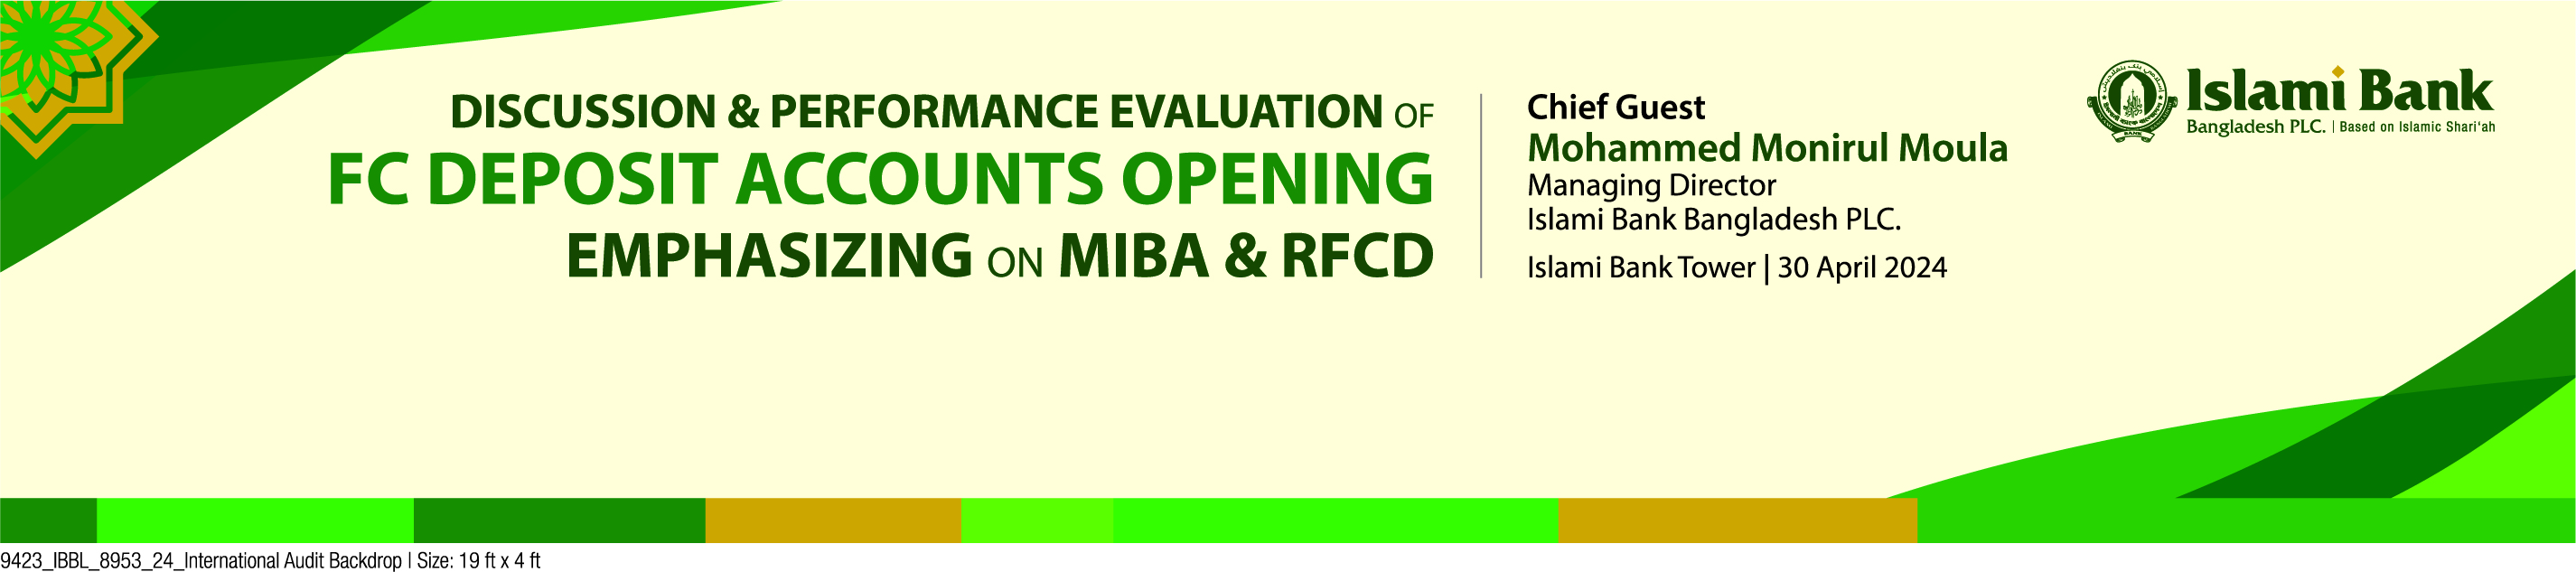 DISCUSSION & PERFORMANCE EVALUATION OF
FC DEPOSIT ACCOUNTS OPENING
EMPHASIZING ON MIBA & RFCD
Chief Guest
Mohammed Monirul Moula
Managing Director
Islami Bank Bangladesh PLC.
Islami Bank Tower | 30 April 2024
Islami Bank
Bangladesh PLC. | Based on Islamic Shari'ah
BANK
9423_IBBL_8953_24_International Audit Backdrop | Size: 19 ft x 4 ft